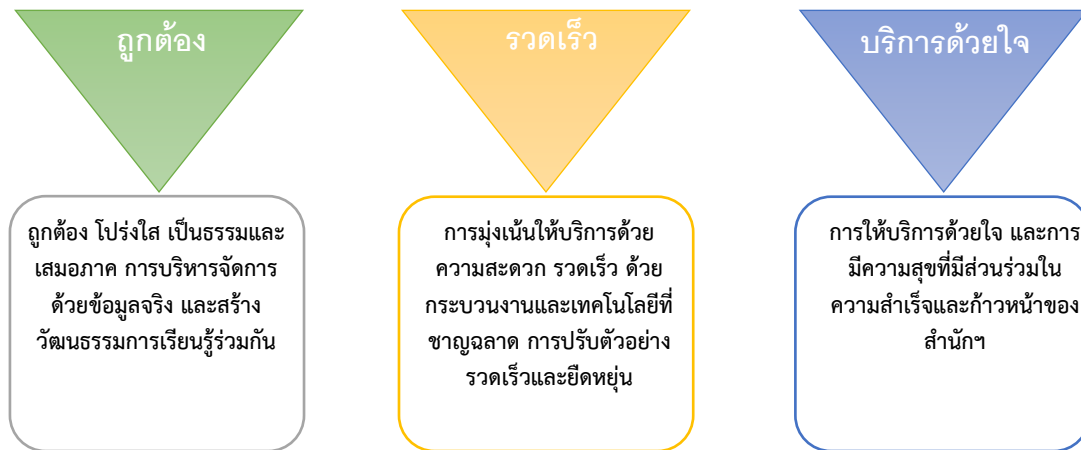 ถูกต้อง
ถูกต้อง โปร่งใส เป็นธรรมและ
เสมอภาค การบริหารจัดการ
ด้วยข้อมูลจริง และสร้าง
วัฒนธรรมการเรียนรู้ร่วมกัน
รวดเร็ว
การมุ่งเน้นให้บริการด้วย
ความสะดวก รวดเร็ว ด้วย
กระบวนงานและเทคโนโลยีที่
ชาญฉลาด การปรับตัวอย่าง
รวดเร็วและยืดหยุ่น
บริการด้วยใจ
การให้บริการด้วยใจ และการ
มีความสุขที่มีส่วนร่วมใน
ความสำเร็จและก้าวหน้าของ
สำนักฯ